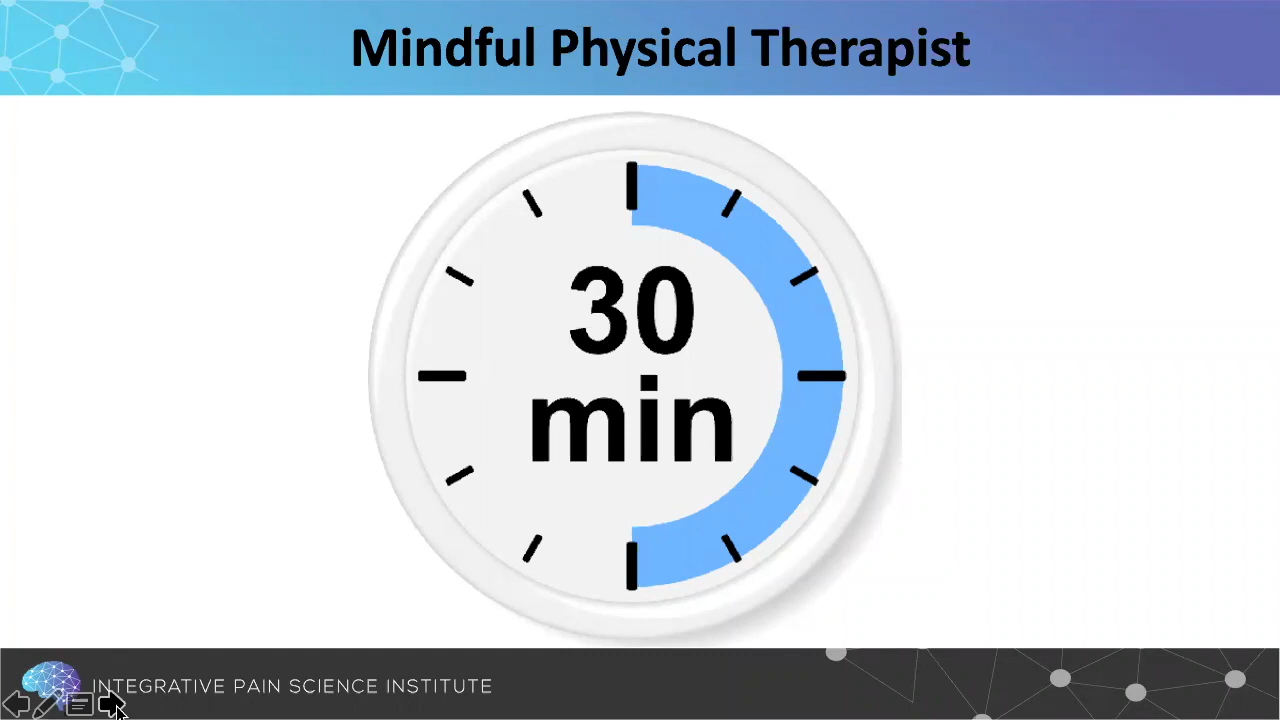 Mindful Physical Therapist
30
min
INTEGRATIVE PAIN SCIENCE INSTITUTE